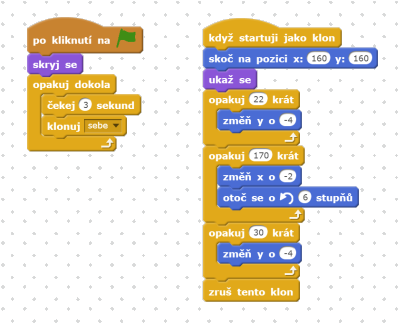 po kliknutí na
skryj se
opakuj dokola
čekej 3 sekund
klonuj sebe
když startuji jako klon
skoč na pozici x: 160 y: 160
ukaž se
opakuj 22 krát
změň y o -4
opakuj 170 krát
změň x o -2
otoč se o 6 stupňů
opakuj 30 krát
změň y o -4
zruš tento klon